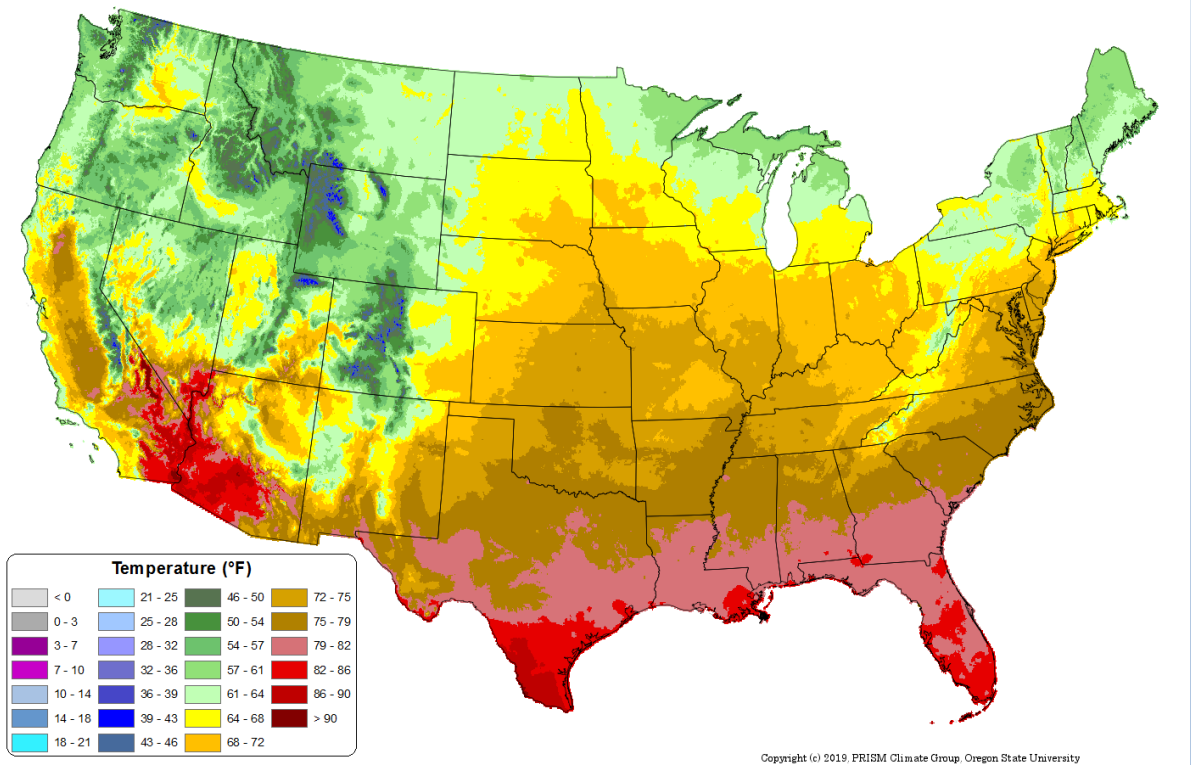 Temperature (°F)
< 0 21 - 25 46 - 50 72 - 75
0 - 3 25 - 28 50 - 54 75 - 79
3 - 7 28 - 32 54 - 57 79 - 82
7 - 10 32 - 36 57 - 61 82 - 86
10 - 14 36 - 39 61 - 64 86 - 90
14 - 18 39 - 43 64 - 68 > 90
18 - 21 43 - 46 68 - 72
Copyright (c) 2019, PRISM Climate Group, Oregon State University